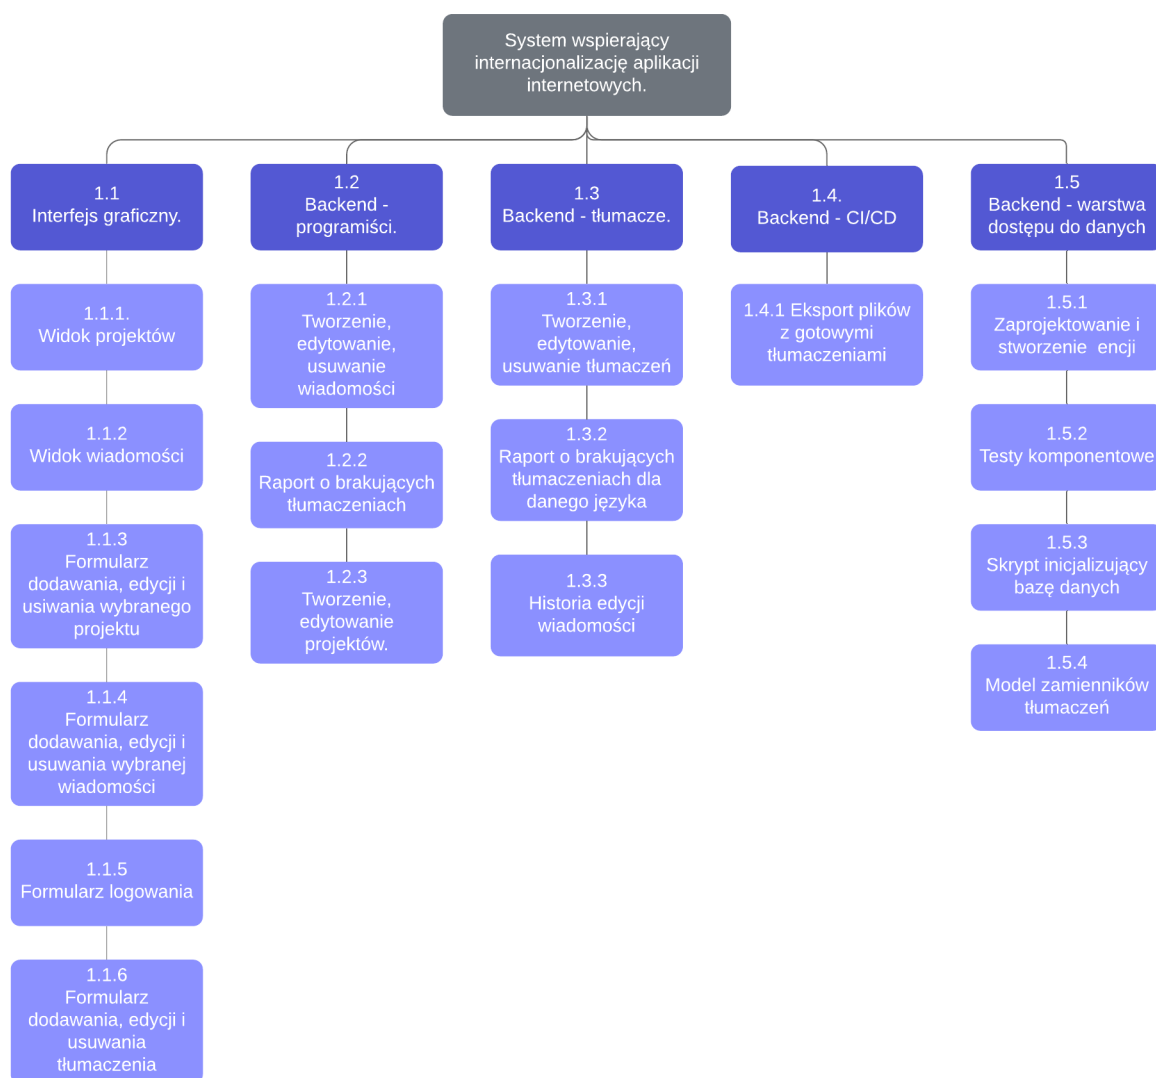 System wspierający
internacjonalizację aplikacji
internetowych.
1.1
Interfejs graficzny.
1.2
Backend -
programiści.
1.3
Backend - tłumacze.
1.4.
Backend - CI/CD
1.5
Backend - warstwa
dostępu do danych
1.1.1.
Widok projektów
1.1.2
Widok wiadomości
1.1.3
Formularz
dodawania, edycji i
usiwania wybranego
projektu
1.1.4
Formularz
dodawania, edycji i
usuwania wybranej
wiadomości
1.1.5
Formularz logowania
1.1.6
Formularz
dodawania, edycji i
usuwania
tłumaczenia
1.2.1
Tworzenie,
edytowanie,
usuwanie
wiadomości
1.2.2
Raport o brakujących
tłumaczeniach
1.2.3
Tworzenie,
edytowanie
projektów.
1.3.1
Tworzenie,
edytowanie,
usuwanie tłumaczeń
1.3.2
Raport o brakujących
tłumaczeniach dla
danego języka
1.3.3
Historia edycji
wiadomości
1.4.1 Eksport plików
z gotowymi
tłumaczeniami
1.5.1
Zaprojektowanie i
stworzenie  encji
1.5.2
Testy komponentowe
1.5.3
Skrypt inicjalizujący
bazę danych
1.5.4
Model zamienników
tłumaczeń